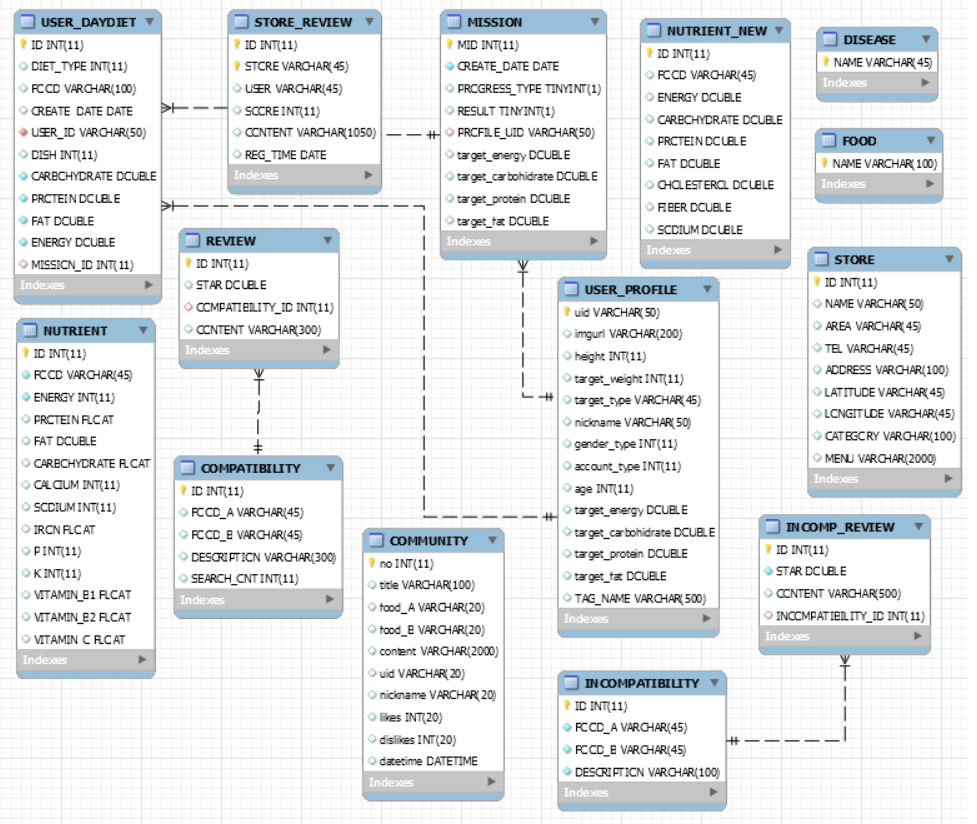 USER_DAYDIET
ID INT(11)
DIET_TYPE INT(11)
FOOD VARCHAR(100)
CREATE_DATE DATE
USER_ID VARCHAR(50)
DISH INT(11)
CARBOHYDRATE DOUBLE
PROTEIN DOUBLE
FAT DOUBLE
ENERGY DOUBLE
MISSION_ID INT(11)
Indexes
STORE_REVIEW
ID INT(11)
STORE VARCHAR(45)
USER VARCHAR(45)
SCORE INT(11)
CONTENT VARCHAR(1050)
REG_TIME DATE
Indexes
MISSION
MID INT(11)
CREATE_DATE DATE
PROGRESS_TYPE TINYINT(1)
RESULT TINYINT(1)
PROFILE_UID VARCHAR(50)
target_energy DOUBLE
target_carbohidrate DOUBLE
target_protein DOUBLE
target_fat DOUBLE
Indexes
NUTRIENT_NEW
ID INT(11)
FOOD VARCHAR(45)
ENERGY DOUBLE
CARBOHYDRATE DOUBLE
PROTEIN DOUBLE
FAT DOUBLE
CHOLESTEROL DOUBLE
FIBER DOUBLE
SODIUM DOUBLE
Indexes
DISEASE
NAME VARCHAR(45)
Indexes
FOOD
NAME VARCHAR(100)
Indexes
REVIEW
ID INT(11)
STAR DOUBLE
COMPATIBILITY_ID INT(11)
CONTENT VARCHAR(300)
Indexes
STORE
ID INT(11)
NAME VARCHAR(50)
AREA VARCHAR(45)
TEL VARCHAR(45)
ADDRESS VARCHAR(100)
LATITUDE VARCHAR(45)
LONGITUDE VARCHAR(45)
CATEGORY VARCHAR(100)
MENU VARCHAR(2000)
Indexes
USER_PROFILE
uid VARCHAR(50)
imgurl VARCHAR(200)
height INT(11)
target_weight INT(11)
target_type VARCHAR(45)
nickname VARCHAR(50)
gender_type INT(11)
account_type INT(11)
age INT(11)
target_energy DOUBLE
target_carbohidrate DOUBLE
target_protein DOUBLE
target_fat DOUBLE
TAG_NAME VARCHAR(500)
Indexes
NUTRIENT
ID INT(11)
FOOD VARCHAR(45)
ENERGY INT(11)
PROTEIN FLOAT
FAT DOUBLE
CARBOHYDRATE FLOAT
CALCIUM INT(11)
SODIUM INT(11)
IRON FLOAT
P INT(11)
K INT(11)
VITAMIN_B1 FLOAT
VITAMIN_B2 FLOAT
VITAMIN_C FLOAT
Indexes
COMPATIBILITY
ID INT(11)
FOOD_A VARCHAR(45)
FOOD_B VARCHAR(45)
DESCRIPTION VARCHAR(300)
SEARCH_CNT INT(11)
Indexes
COMMUNITY
no INT(11)
title VARCHAR(100)
food_A VARCHAR(20)
food_B VARCHAR(20)
content VARCHAR(2000)
uid VARCHAR(20)
nickname VARCHAR(20)
likes INT(20)
dislikes INT(20)
datetime DATETIME
Indexes
INCOMP_REVIEW
ID INT(11)
STAR DOUBLE
CONTENT VARCHAR(500)
INCOMPATIBILITY_ID INT(11)
Indexes
INCOMPATIBILITY
ID INT(11)
FOOD_A VARCHAR(45)
FOOD_B VARCHAR(45)
DESCRIPTION VARCHAR(100)
Indexes